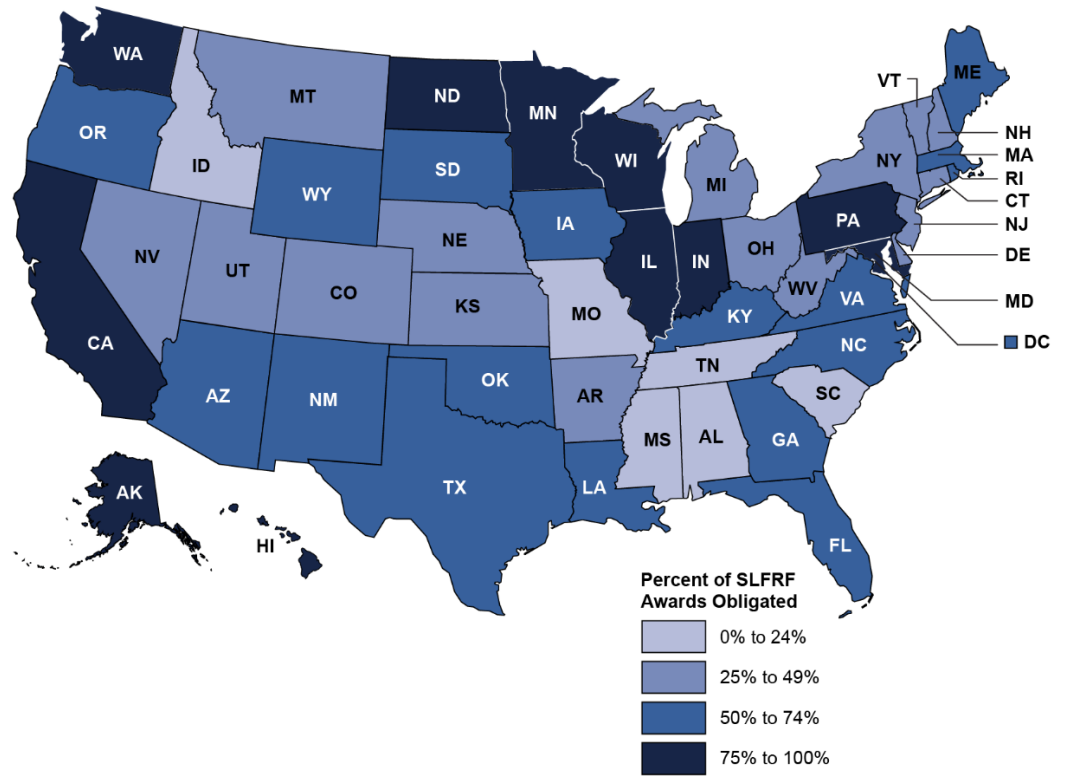 WA
MT
ND
MN
VT
ME
OR
ID
WY
SD
WI
MI
NY
NH
MA
RI
CT
NJ
DE
MD
DC
NV
UT
CO
NE
KS
IA
IL
IN
OH
PA
WV
VA
KY
NC
MO
TN
SC
CA
AZ
NM
OK
AR
MS
AL
GA
TX
LA
FL
AK
HI
Percent of SLFRF
Awards Obligated
0% to 24%
25% to 49%
50% to 74%
75% to 100%